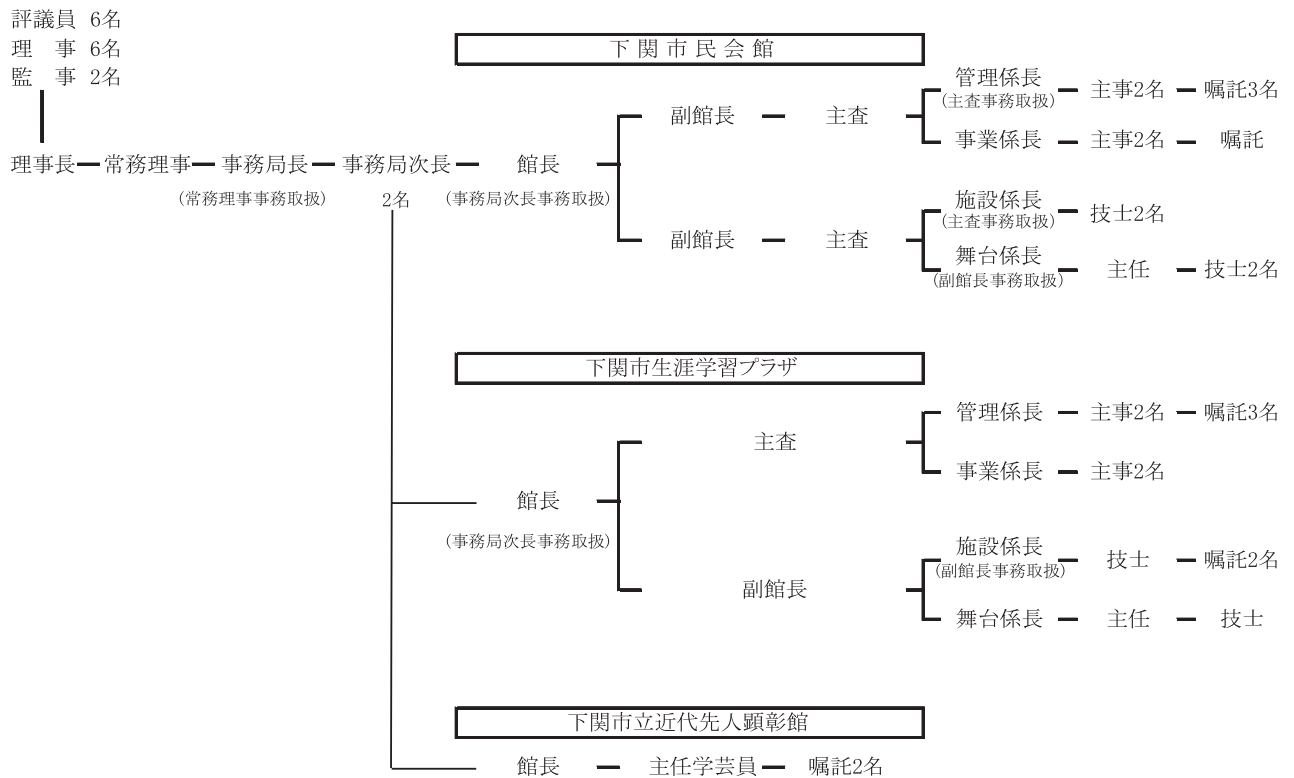 評議員 6名
理　事 6名
監　事 2名
理事長 常務理事 事務局長 事務局次長 館長
(常務理事事務取扱) 2名 (事務局次長事務取扱)
下 関 市 民 会 館
副館長 主査
管理係長 主事2名 嘱託3名
(主査事務取扱)
事業係長 主事2名 嘱託
副館長 主査
施設係長 技士2名
(主査事務取扱)
舞台係長 主任 技士2名
(副館長事務取扱)
下関市生涯学習プラザ
館長
(事務局次長事務取扱)
主査
管理係長 主事2名 嘱託3名
事業係長 主事2名
副館長
施設係長 技士 嘱託2名
(副館長事務取扱)
舞台係長 主任 技士
下関市立近代先人顕彰館
館長 主任学芸員 嘱託2名